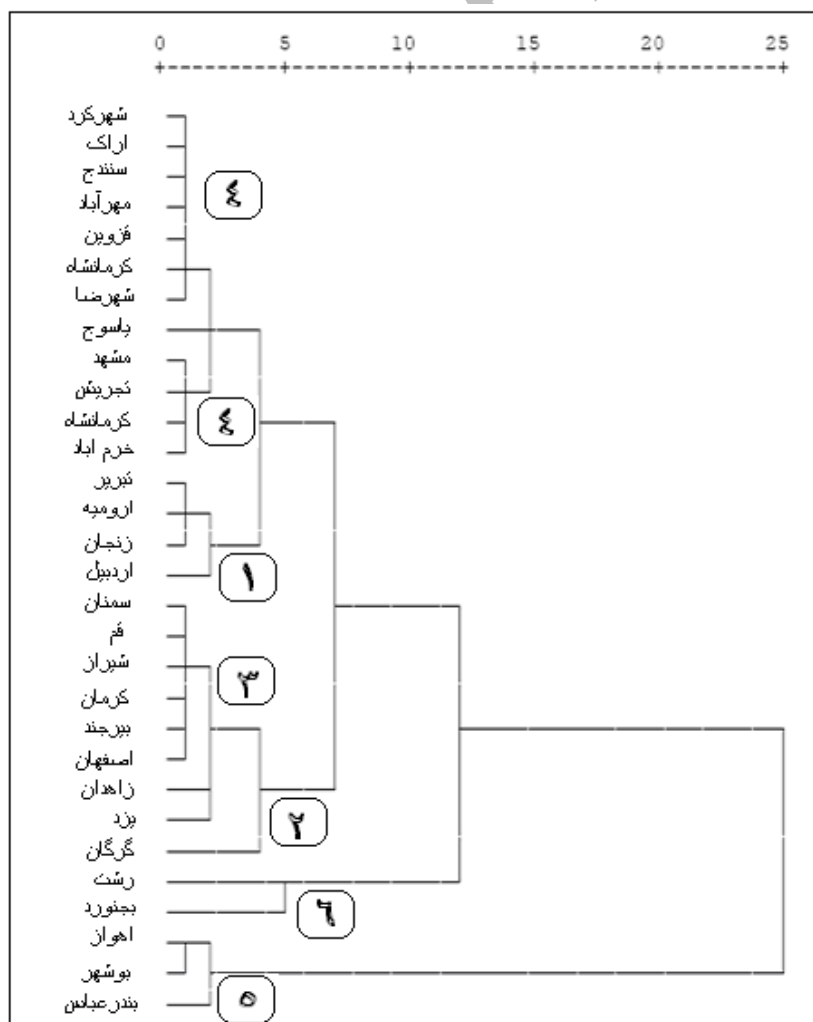 0 5 10 15 20 25
شهرکرد
اراک
سنندج
مهرآباد
قزوین
کرمانشاه
شهرضا
یاسوج
مشهد
تجریش
کرمانشاه
خرم اباد
تبریز
ارومیه
زنجان
اردبیل
سمنان
قم
شیراز
کرمان
بیرجند
اصفهان
زاهدان
یزد
گرگان
رشت
بجنورد
اهواز
بوشهر
بندرعباس
٤
٤
١
٣
٢
٦
٥